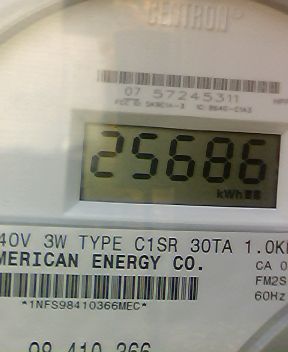 CENTRON®
07 57245311
25686
kWh
40V 3W TYPE C1SR 30TA 1.0K
MERICAN ENERGY CO.
CA 0
FM2S
*1NFS98410366MEC*
60Hz
98 410 366